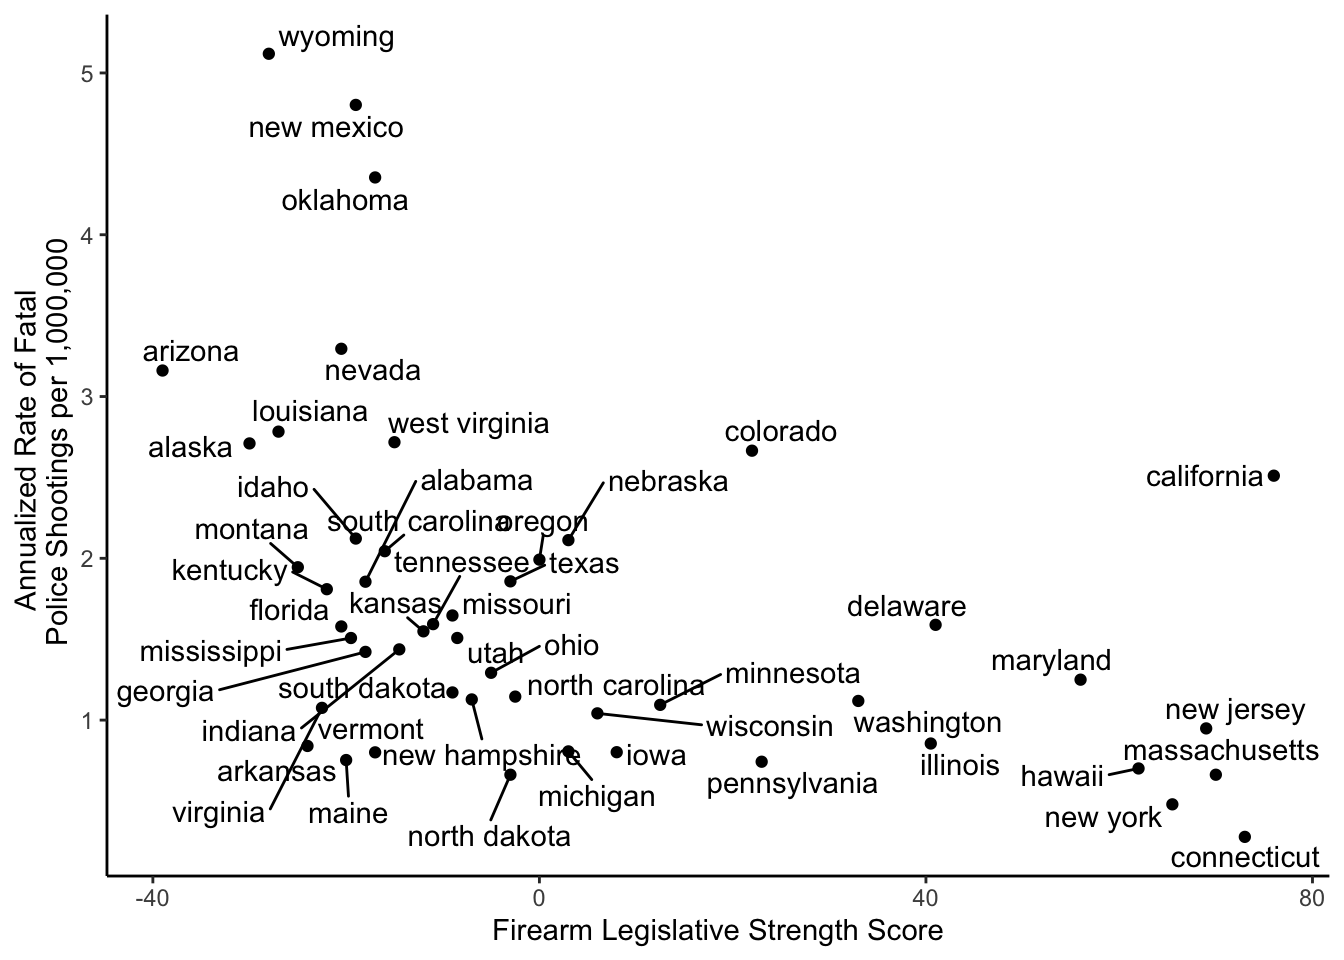 wyoming
5
new mexico
oklahoma
4
Annualized Rate of Fatal
Police Shootings per 1,000,000
arizona
nevada
3
louisiana
west virginia
colorado
alaska
california
idaho
alabama
nebraska
montana
south carolina
oregon
2
kentucky
tennessee
texas
florida
kansas
missouri
delaware
mississippi
utah
ohio
maryland
georgia
south dakota
north carolina
minnesota
new jersey
1
indiana
vermont
wisconsin
washington
arkansas
new hampshire
iowa
massachusetts
illinois
hawaii
pennsylvania
virginia
maine
michigan
new york
north dakota
connecticut
-40
0
40
80
Firearm Legislative Strength Score